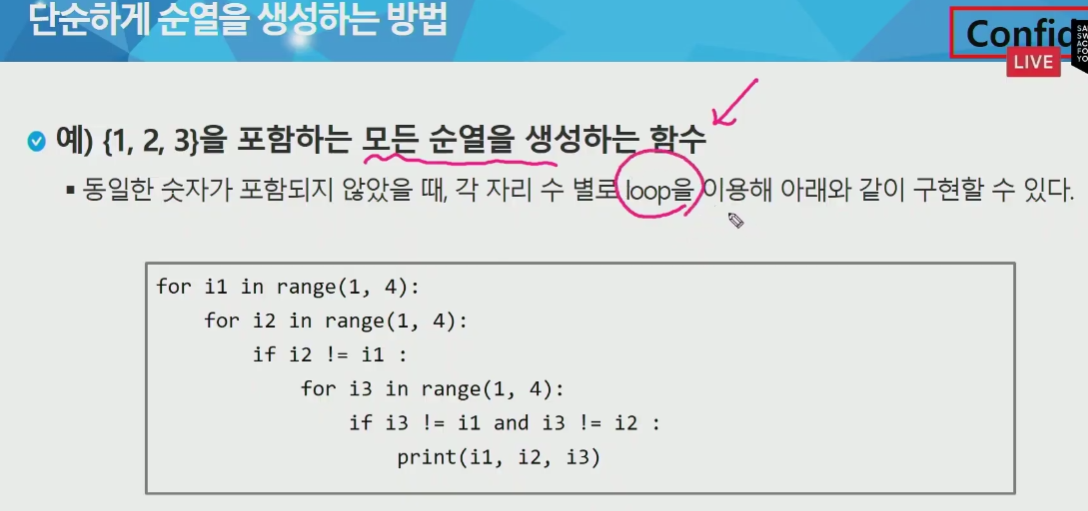 단순하게 순열을 생성하는 방법
LIVE
예) {1, 2, 3}을 포함하는 모든 순열을 생성하는 함수
▪ 동일한 숫자가 포함되지 않았을 때, 각 자리 수 별로 loop을 이용해 아래와 같이 구현할 수 있다.
for i1 in range(1, 4):
for i2 in range(1, 4):
if i2 != i1 :
for i3 in range(1, 4):
if i3 != i1 and i3 != i2 :
print(i1, i2, i3)